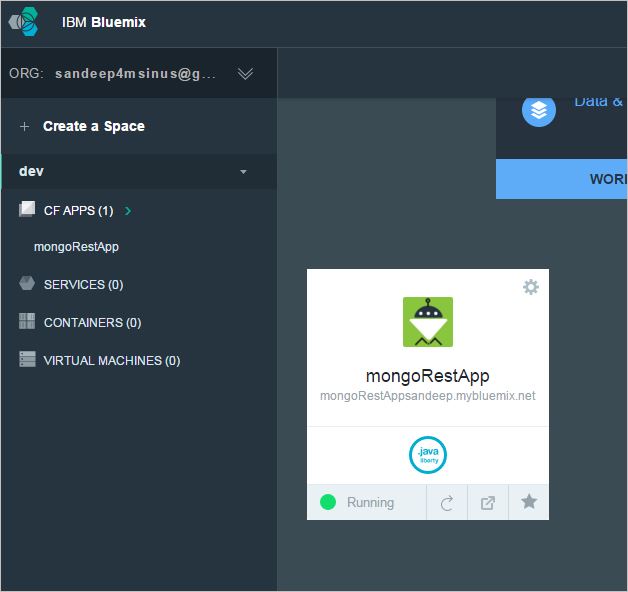 IBM Bluemix
ORG: sandeep4msinus@g...
+ Create a Space
dev
CF APPS (1) >
mongoRestApp
SERVICES (0)
CONTAINERS (0)
VIRTUAL MACHINES (0)
Data &
WORI
mongoRestApp
mongoRestAppsandeep.mybluemix.net
.java
liberty
Running